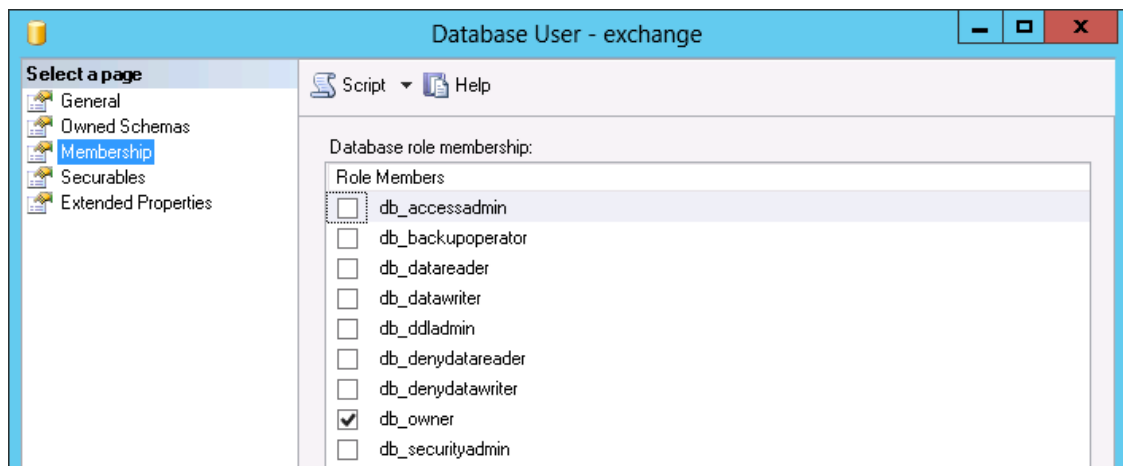 Database User - exchange
Select a page
General
Owned Schemas
Membership
Securables
Extended Properties
Script
Help
Database role membership:
Role Members
db_accessadmin
db_backupoperator
db_datareader
db_datawriter
db_ddladmin
db_denydatareader
db_denydatawriter
db_owner
db_securityadmin